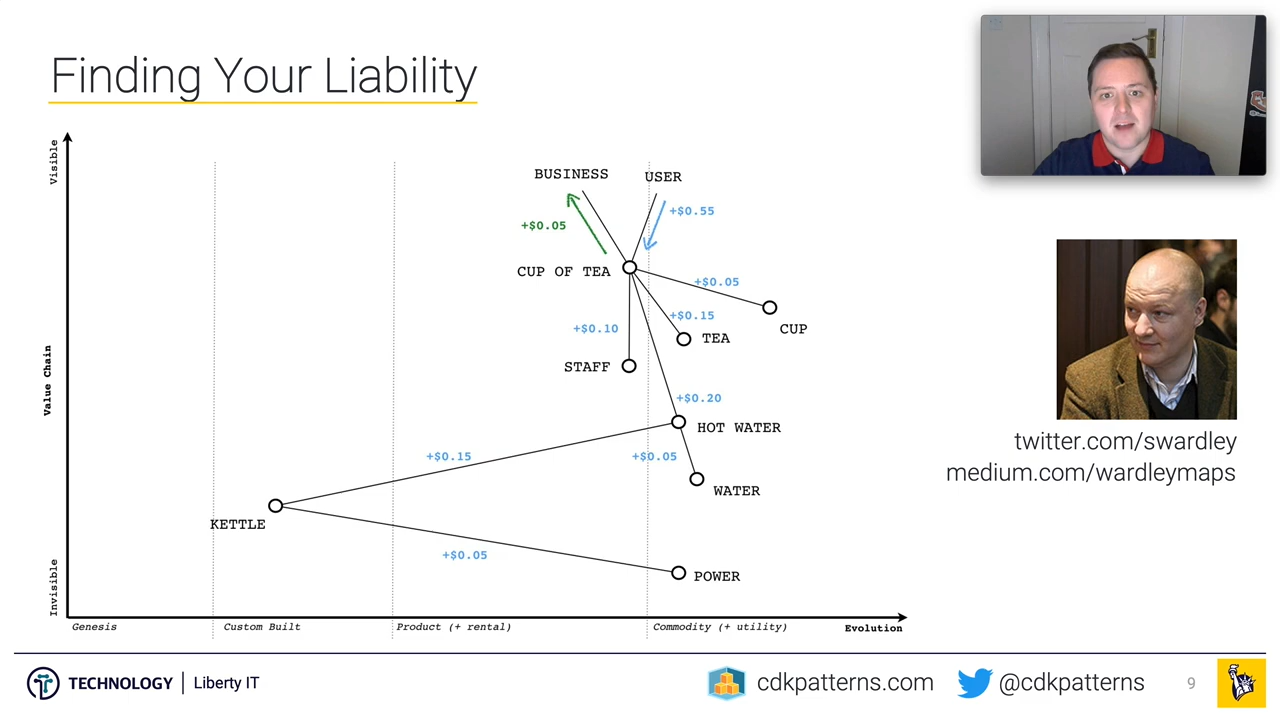 Finding Your Liability
Visible
BUSINESS
USER
+$0.55
+$0.05
CUP OF TEA
+$0.05
+$0.15
CUP
+$0.10
TEA
STAFF
+$0.20
HOT WATER
Value Chain
+$0.15
+$0.05
WATER
KETTLE
+$0.05
POWER
Invisible
Genesis
Custom Built
Product (+ rental)
Commodity (+ utility)
Evolution
twitter.com/swardley
medium.com/wardleymaps
TECHNOLOGY | Liberty IT
cdkpatterns.com
@cdkpatterns
9